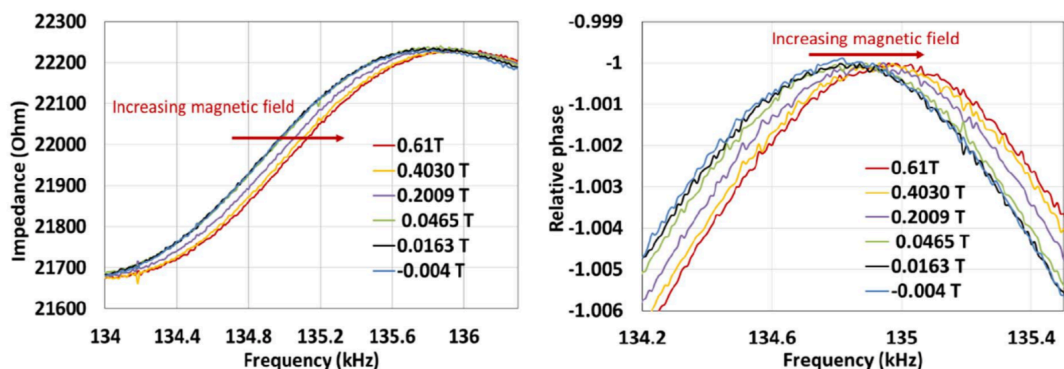 22300
22200
22100
22000
21900
21800
21700
21600
Impedance (Ohm)
Increasing magnetic field
0.61T
0.4030 T
0.2009 T
0.0465 T
0.0163 T
-0.004 T
134
134.4
134.8
135.2
135.6
136
Frequency (kHz)
-0.999
-1
-1.001
-1.002
-1.003
-1.004
-1.005
-1.006
Relative phase
Increasing magnetic field
0.61T
0.4030 T
0.2009 T
0.0465 T
0.0163 T
-0.004 T
134.2
134.6
135
135.4
Frequency (kHz)